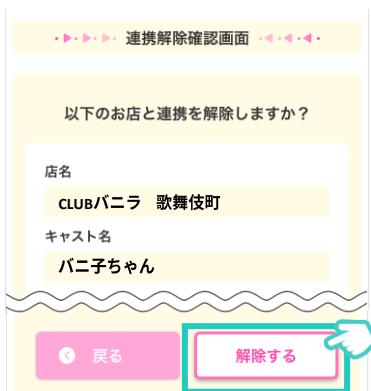 連携解除確認画面
以下のお店と連携を解除しますか？
店名
CLUBバニラ　歌舞伎町
キャスト名
バニ子ちゃん
戻る
解除する